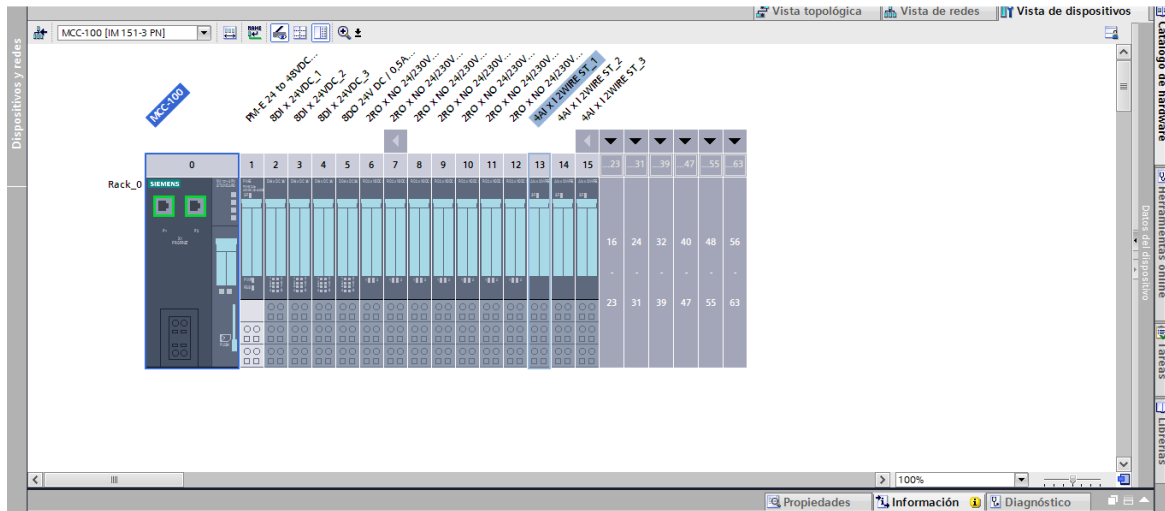 Vista topológica
Vista de redes
Vista de dispositivos
MCC-100 [IM 151-3 PN]
Dispositivos y redes
MCC-100
PM-E 24 to 48VDC...
8DI x 24VDC_1
8DI x 24VDC_2
8DI x 24VDC_3
8DO 24V DC / 0.5A...
2RO x NO 24/230V...
2RO x NO 24/230V...
2RO x NO 24/230V...
2RO x NO 24/230V...
2RO x NO 24/230V...
2RO x NO 24/230V...
2RO x NO 24/230V...
4AI x I 2WIRE ST_1
4AI x I 2WIRE ST_2
4AI x I 2WIRE ST_3
0 1 2 3 4 5 6 7 8 9 10 11 12 13 14 15 ...23 ...31 ...39 ...47 ...55 ...63
Rack_0
SIEMENS
16 24 32 40 48 56
- - - - - -
23 31 39 47 55 63
Datos del dispositivo
Catálogo de hardware
Herramientas online
Tareas
Librerías
100%
Propiedades
Información
Diagnóstico